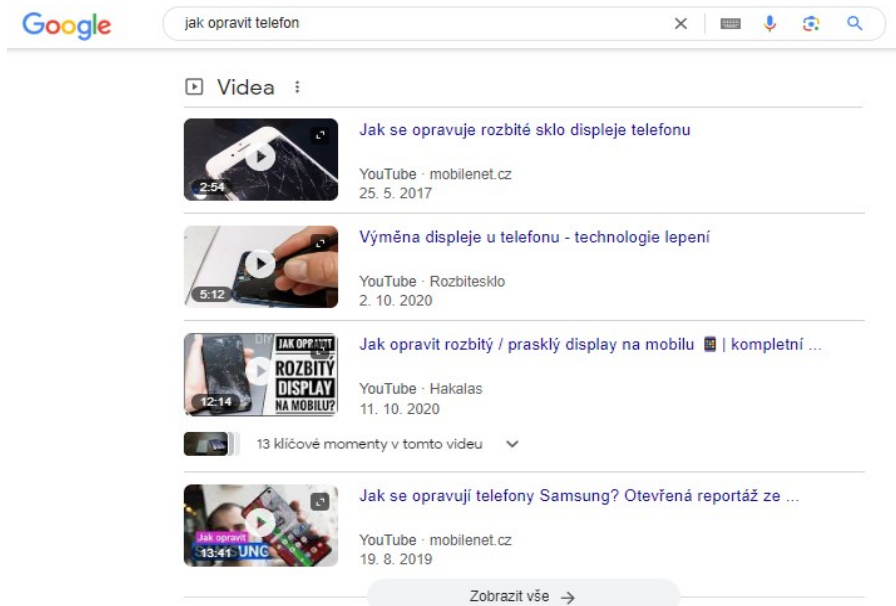 Google
jak opravit telefon
Videa
2:54
Jak se opravuje rozbité sklo displeje telefonu
YouTube · mobilenet.cz
25. 5. 2017
5:12
Výměna displeje u telefonu - technologie lepení
YouTube · Rozbitesklo
2. 10. 2020
DIY
JAK OPRAVIT
ROZBITÝ
DISPLAY
NA MOBILU?
12:14
Jak opravit rozbitý / prasklý display na mobilu 📱 | kompletní ...
YouTube · Hakalas
11. 10. 2020
13 klíčové momenty v tomto videu
Jak opravit
SAMSUNG
13:41
Jak se opravují telefony Samsung? Otevřená reportáž ze ...
YouTube · mobilenet.cz
19. 8. 2019
Zobrazit vše →